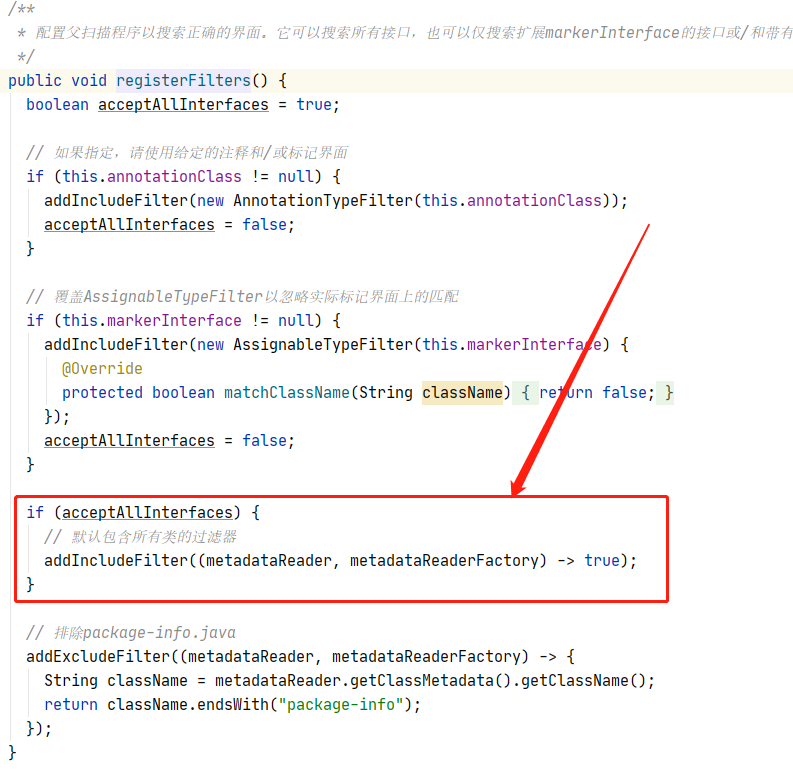 /**
 * 配置父扫描程序以搜索正确的界面。它可以搜索所有接口，也可以仅搜索扩展markerInterface的接口或/和带有
 */
public void registerFilters() {
  boolean acceptAllInterfaces = true;
  // 如果指定，请使用给定的注释和/或标记界面
  if (this.annotationClass != null) {
    addIncludeFilter(new AnnotationTypeFilter(this.annotationClass));
    acceptAllInterfaces = false;
  }
  // 覆盖AssignableTypeFilter以忽略实际标记界面上的匹配
  if (this.markerInterface != null) {
    addIncludeFilter(new AssignableTypeFilter(this.markerInterface) {
      @Override
      protected boolean matchClassName(String className) { return false; }
    });
    acceptAllInterfaces = false;
  }
  if (acceptAllInterfaces) {
    // 默认包含所有类的过滤器
    addIncludeFilter((metadataReader, metadataReaderFactory) -> true);
  }
  // 排除package-info.java
  addExcludeFilter((metadataReader, metadataReaderFactory) -> {
    String className = metadataReader.getClassMetadata().getClassName();
    return className.endsWith("package-info");
  });
}